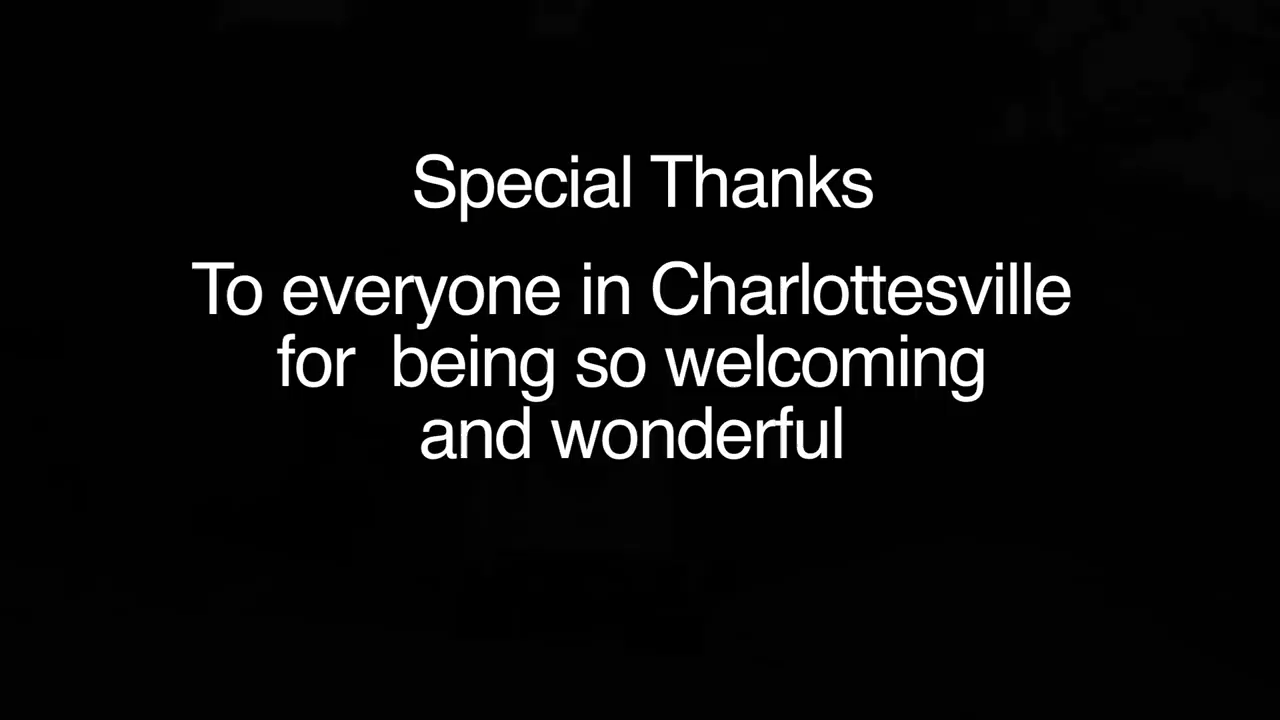 Special Thanks
To everyone in Charlottesville
for  being so welcoming
and wonderful